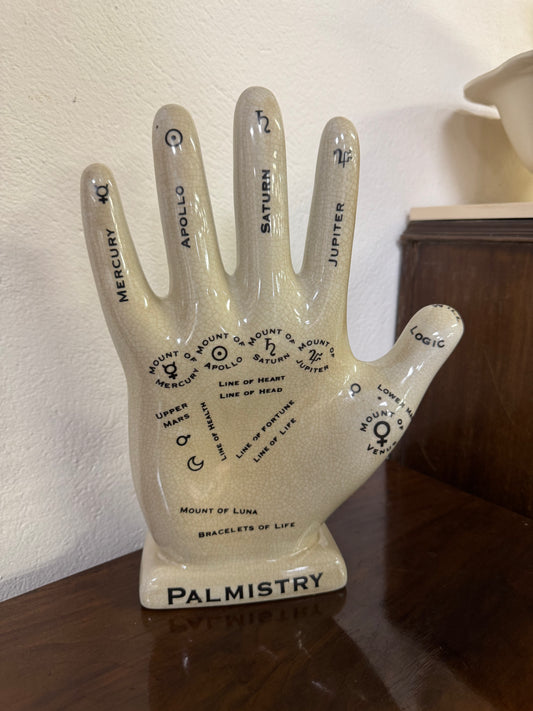 MERCURY
APOLLO
SATURN
JUPITER
LOGIC
MOUNT OF
MERCURY
MOUNT OF
APOLLO
MOUNT OF
SATURN
MOUNT OF
JUPITER
LINE OF HEART
LINE OF HEAD
LOWER
MOUNT OF
VENUS
UPPER
MARS
LINE OF HEALTH
LINE OF FORTUNE
LINE OF LIFE
MOUNT OF LUNA
BRACELETS OF LIFE
PALMISTRY